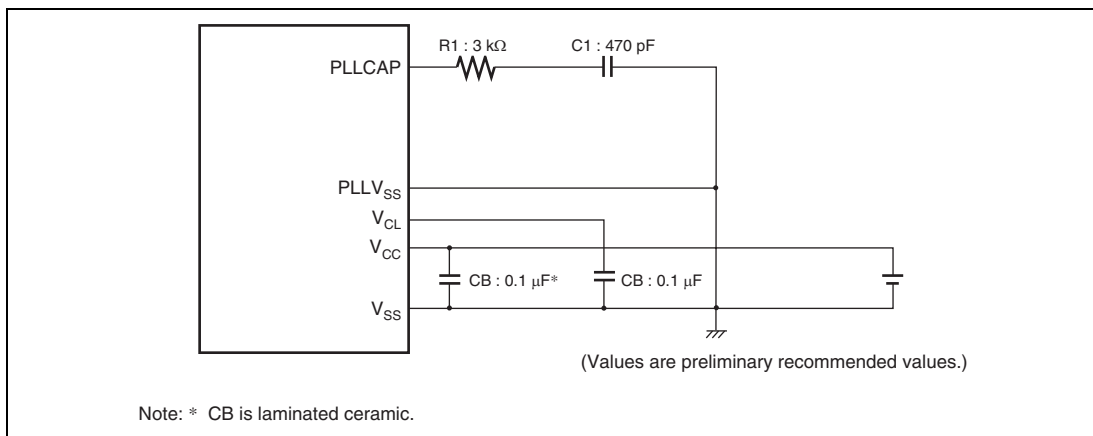 R1 : 3 kΩ
C1 : 470 pF
PLLCAP
PLLVSS
VCL
VCC
CB : 0.1 µF*
CB : 0.1 µF
VSS
(Values are preliminary recommended values.)
Note: * CB is laminated ceramic.